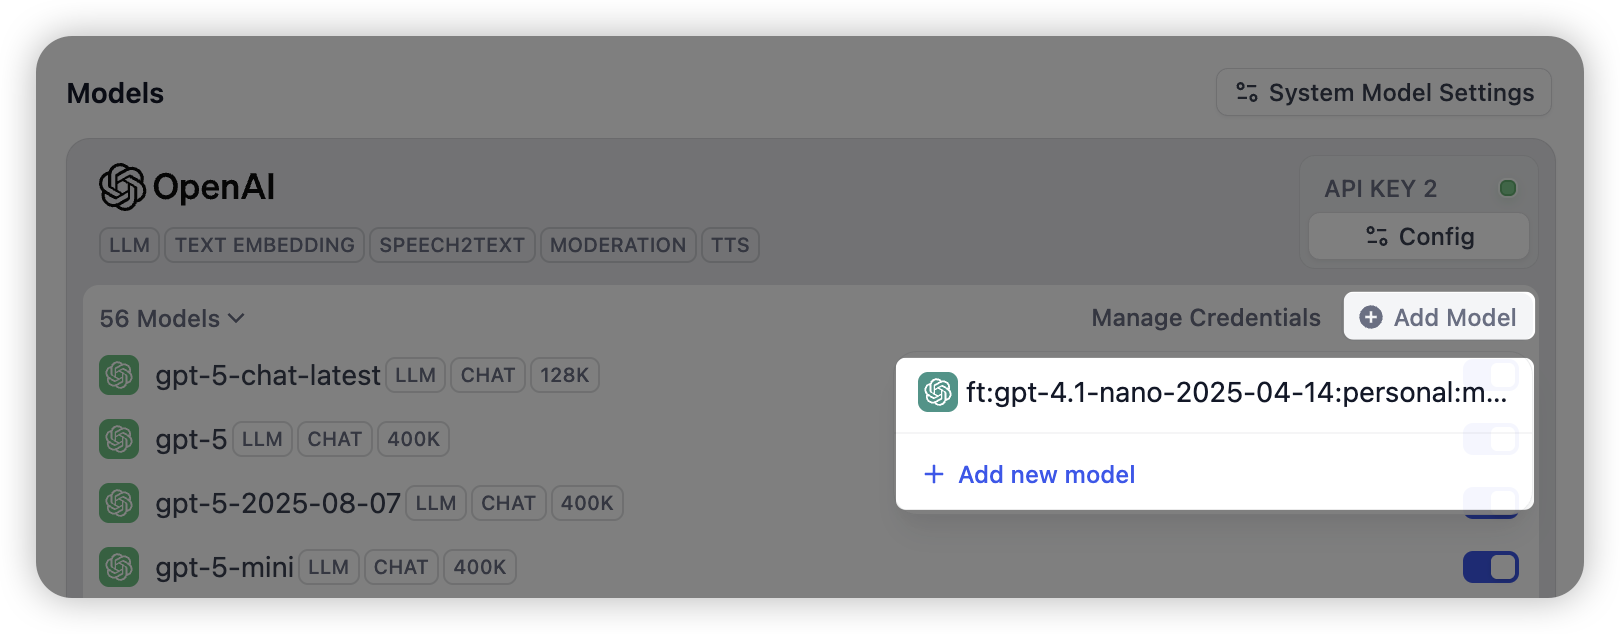 Models
System Model Settings
OpenAI
API KEY 2
LLM TEXT EMBEDDING SPEECH2TEXT MODERATION TTS
Config
56 Models
Manage Credentials
Add Model
gpt-5-chat-latest LLM CHAT 128K
ft:gpt-4.1-nano-2025-04-14:personal:m...
gpt-5 LLM CHAT 400K
Add new model
gpt-5-2025-08-07 LLM CHAT 400K
gpt-5-mini LLM CHAT 400K